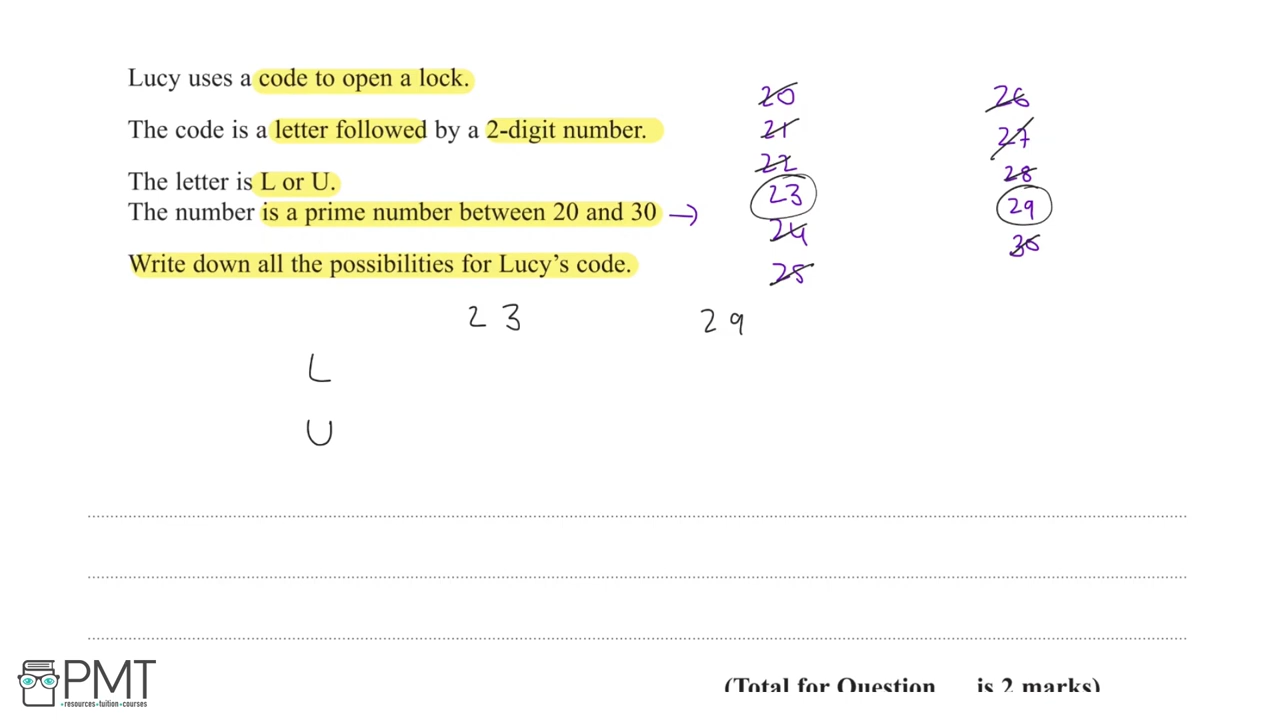 Lucy uses a code to open a lock.
The code is a letter followed by a 2-digit number.
The letter is L or U.
The number is a prime number between 20 and 30 →
Write down all the possibilities for Lucy's code.
20
21
22
23
24
25
26
27
28
29
30
23 29
L
U
(Total for Question is 2 marks)
PMT
•resources•tuition•courses